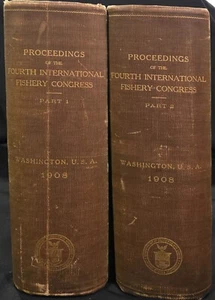 PROCEEDINGS
OF THE
FOURTH INTERNATIONAL
FISHERY CONGRESS
PART 1
WASHINGTON, U. S. A.
1908
PROCEEDINGS
OF THE
FOURTH INTERNATIONAL
FISHERY CONGRESS
PART 2
WASHINGTON, U. S. A.
1908